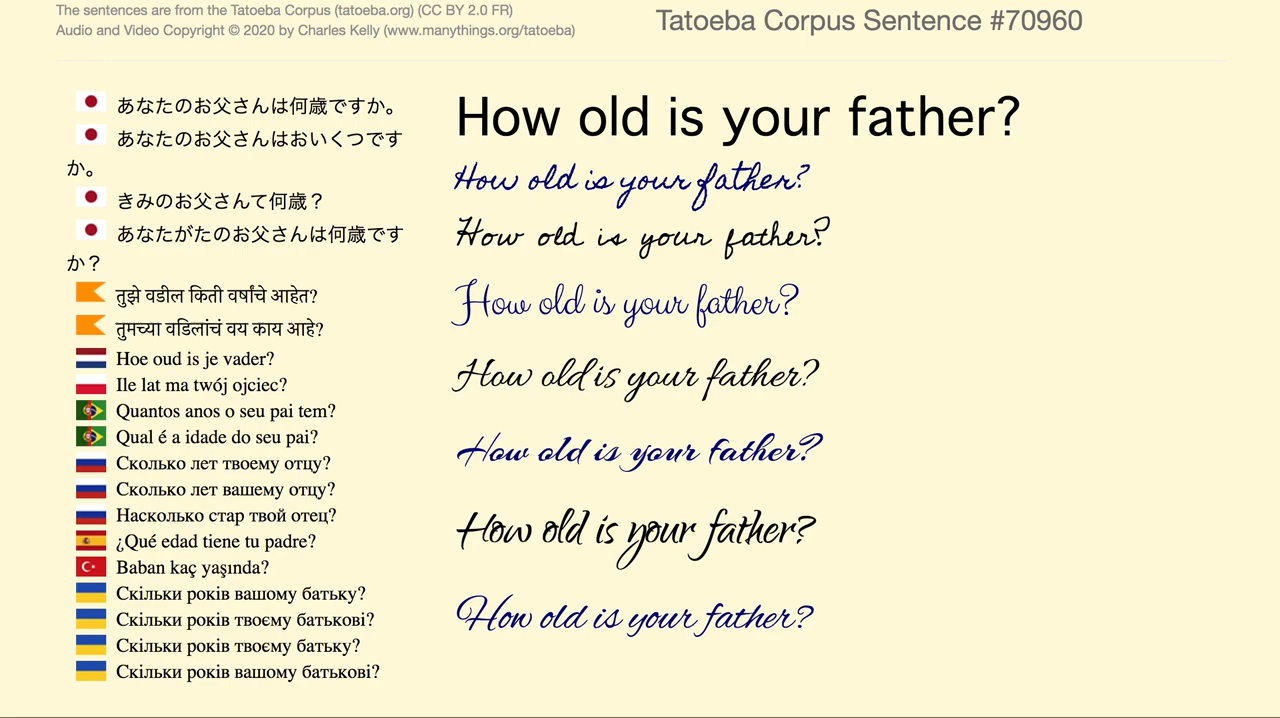 The sentences are from the Tatoeba Corpus (tatoeba.org) (CC BY 2.0 FR)
Audio and Video Copyright © 2020 by Charles Kelly (www.manythings.org/tatoeba)
Tatoeba Corpus Sentence #70960
あなたのお父さんは何歳ですか。
あなたのお父さんはおいくつです
か。
きみのお父さんて何歳？
あなたがたのお父さんは何歳です
か？
तुझे वडील किती वर्षांचे आहेत?
तुमच्या वडिलांचं वय काय आहे?
Hoe oud is je vader?
Ile lat ma twój ojciec?
Quantos anos o seu pai tem?
Qual é a idade do seu pai?
Сколько лет твоему отцу?
Сколько лет вашему отцу?
Насколько стар твой отец?
¿Qué edad tiene tu padre?
Baban kaç yaşında?
Скільки років вашому батьку?
Скільки років твоєму батькові?
Скільки років твоєму батьку?
Скільки років вашому батькові?
How old is your father?
How old is your father?
How old is your father?
How old is your father?
How old is your father?
How old is your father?
How old is your father?
How old is your father?